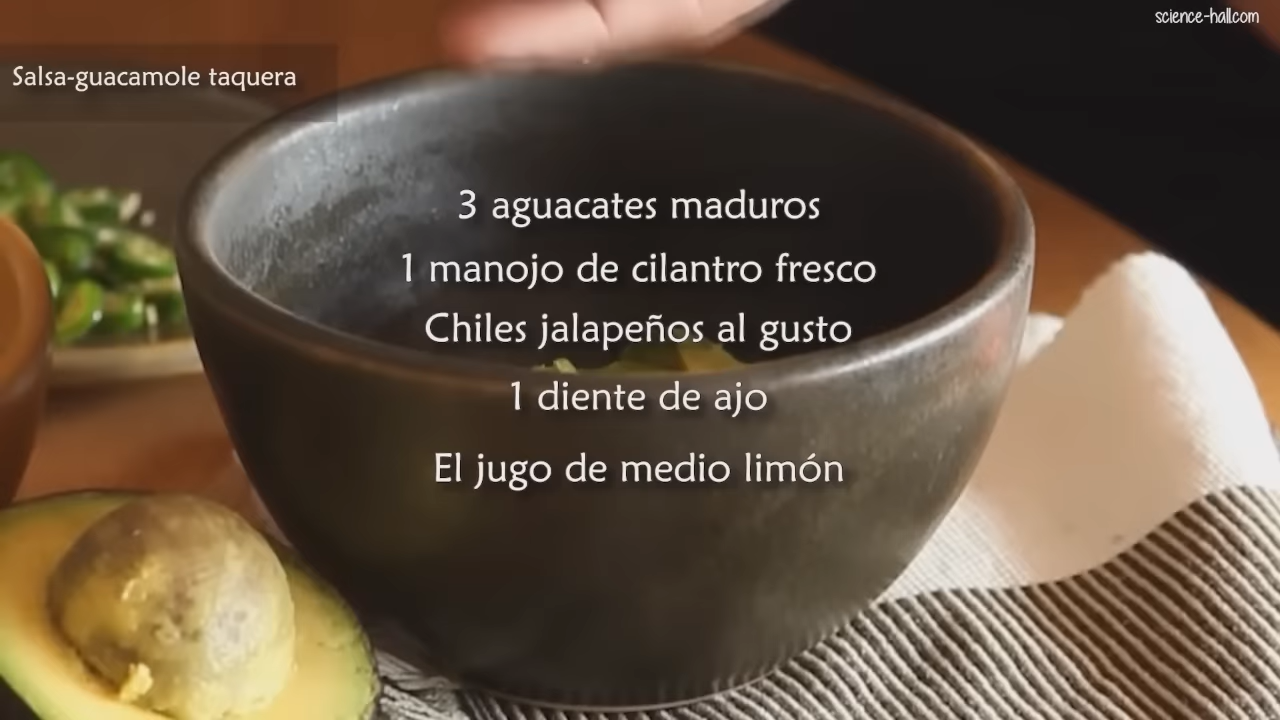 science-hall.com
Salsa-guacamole taquera
3 aguacates maduros
1 manojo de cilantro fresco
Chiles jalapeños al gusto
1 diente de ajo
El jugo de medio limón